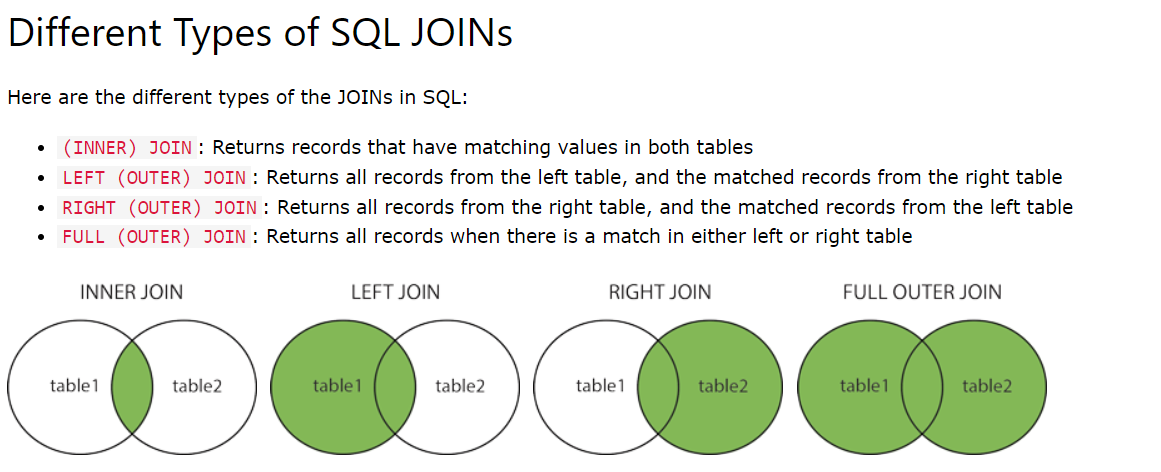 Different Types of SQL JOINs
Here are the different types of the JOINs in SQL:
(INNER) JOIN: Returns records that have matching values in both tables
LEFT (OUTER) JOIN: Returns all records from the left table, and the matched records from the right table
RIGHT (OUTER) JOIN: Returns all records from the right table, and the matched records from the left table
FULL (OUTER) JOIN: Returns all records when there is a match in either left or right table
INNER JOIN
LEFT JOIN
RIGHT JOIN
FULL OUTER JOIN
table1
table2
table1
table2
table1
table2
table1
table2